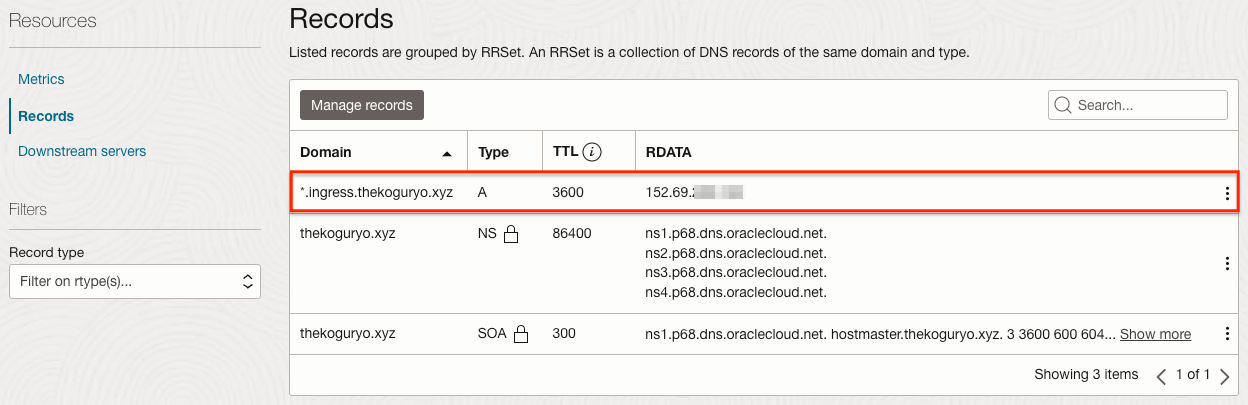 Resources
Metrics
Records
Downstream servers
Filters
Record type
Filter on rtype(s)...
Records
Listed records are grouped by RRSet. An RRSet is a collection of DNS records of the same domain and type.
Manage records
Search...
Domain Type TTL i RDATA
*.ingress.thekoguryo.xyz A 3600 152.69.
thekoguryo.xyz NS 86400 ns1.p68.dns.oraclecloud.net.
ns2.p68.dns.oraclecloud.net.
ns3.p68.dns.oraclecloud.net.
ns4.p68.dns.oraclecloud.net.
thekoguryo.xyz SOA 300 ns1.p68.dns.oraclecloud.net. hostmaster.thekoguryo.xyz. 3 3600 600 604... Show more
Showing 3 items 1 of 1